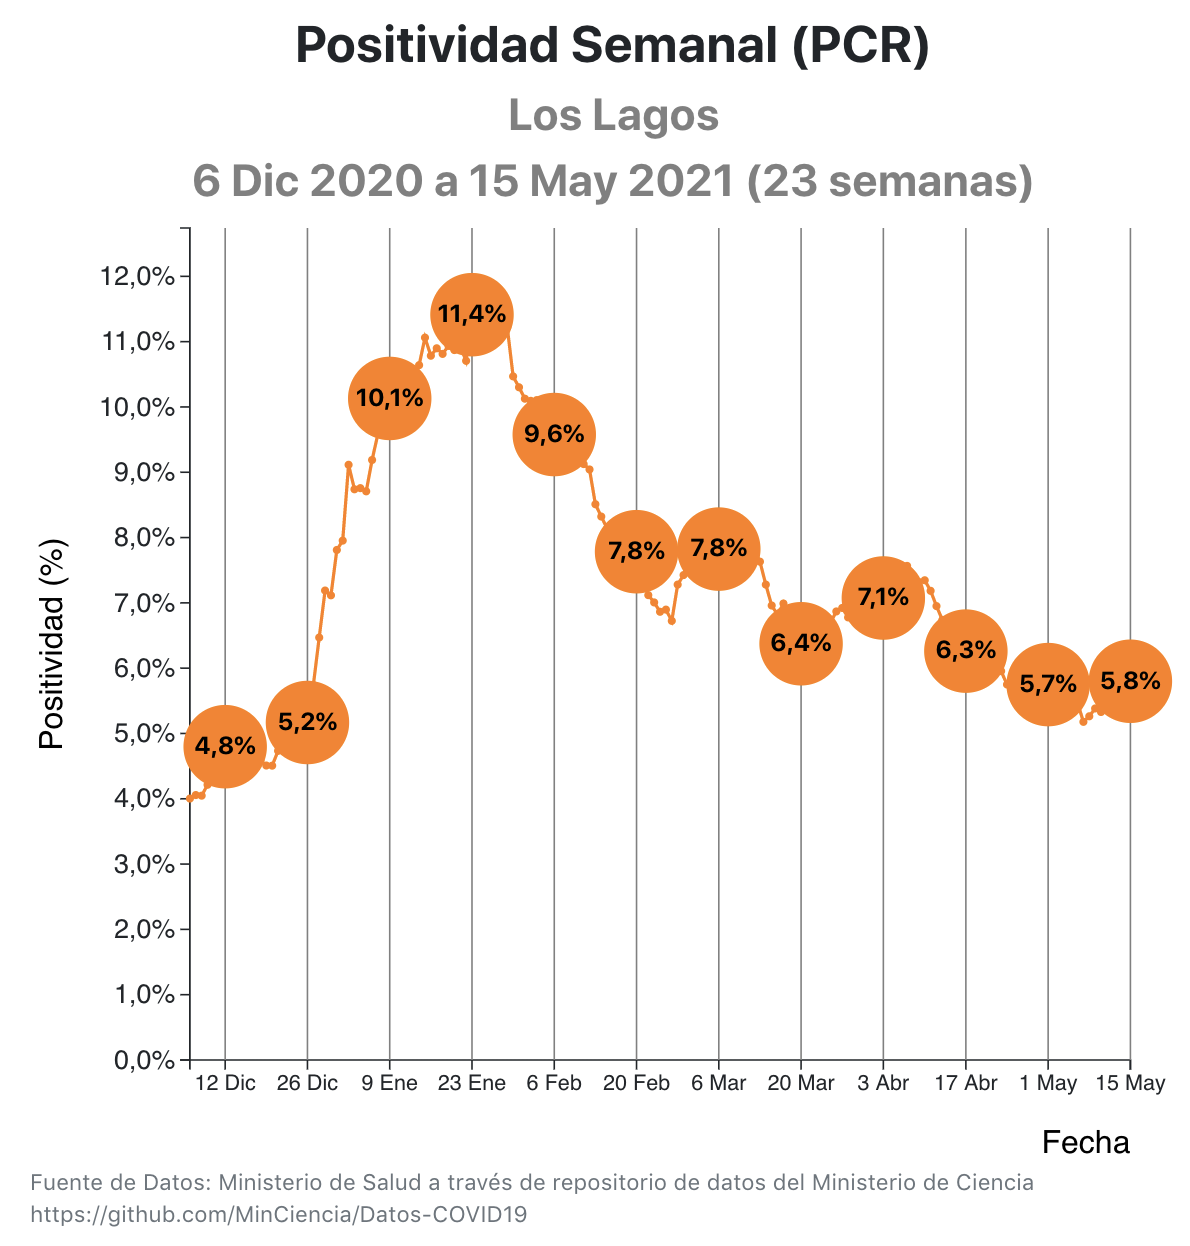 Positividad Semanal (PCR)
Los Lagos
6 Dic 2020 a 15 May 2021 (23 semanas)
12,0%
11,0%
10,0%
9,0%
8,0%
7,0%
6,0%
5,0%
4,0%
3,0%
2,0%
1,0%
0,0%
Positividad (%)
4,8%
5,2%
10,1%
11,4%
9,6%
7,8%
7,8%
6,4%
7,1%
6,3%
5,7%
5,8%
12 Dic
26 Dic
9 Ene
23 Ene
6 Feb
20 Feb
6 Mar
20 Mar
3 Abr
17 Abr
1 May
15 May
Fecha
Fuente de Datos: Ministerio de Salud a través de repositorio de datos del Ministerio de Ciencia
https://github.com/MinCiencia/Datos-COVID19